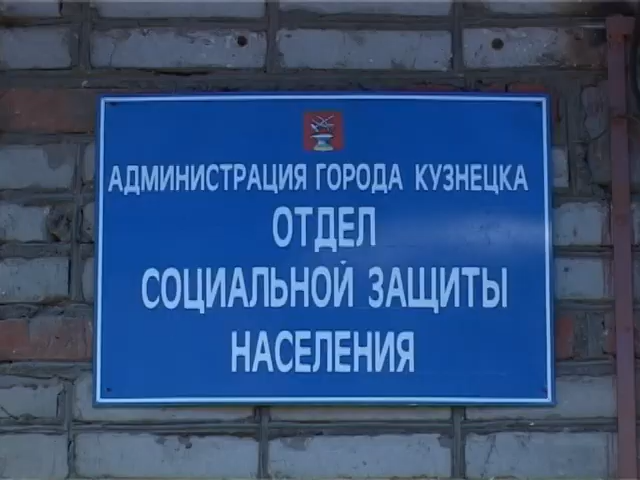 АДМИНИСТРАЦИЯ ГОРОДА КУЗНЕЦКА
ОТДЕЛ
СОЦИАЛЬНОЙ ЗАЩИТЫ
НАСЕЛЕНИЯ